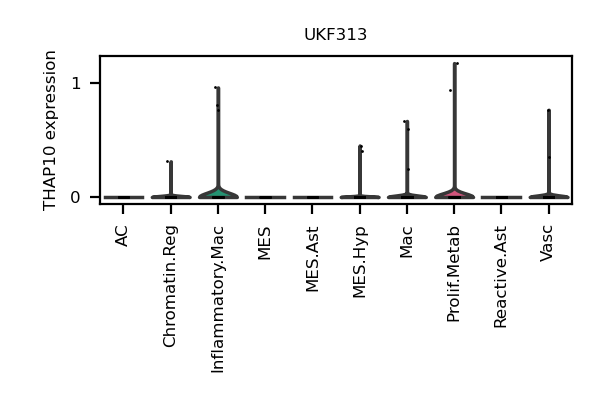 UKF313
THAP10 expression
1
0
AC
Chromatin.Reg
Inflammatory.Mac
MES
MES.Ast
MES.Hyp
Mac
Prolif.Metab
Reactive.Ast
Vasc